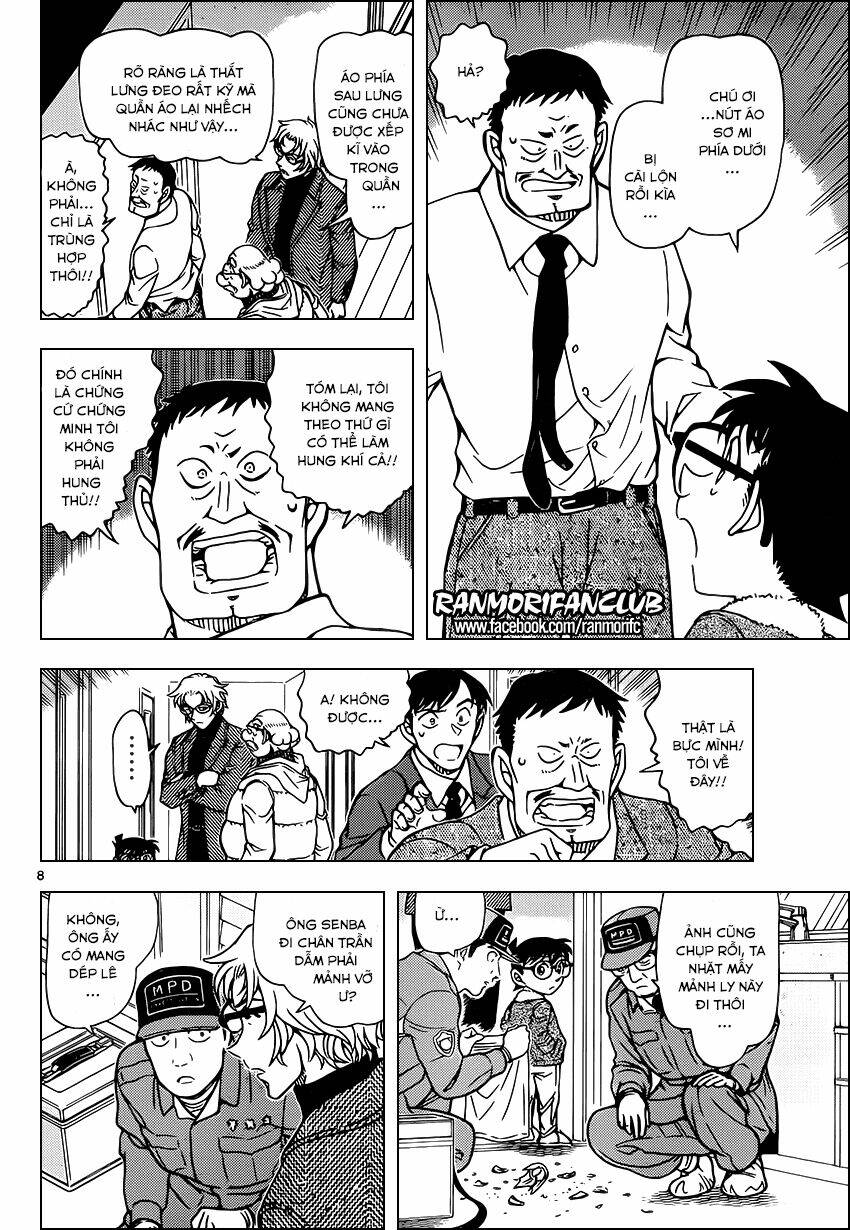 CHÚ ƠI
...NÚT ÁO
SƠ MI
PHÍA DƯỚI
...
BỊ
CÀI LỘN
RỒI KÌA
...
HẢ?
ÁO PHÍA
SAU LƯNG
CŨNG CHƯA
ĐƯỢC XẾP
KĨ VÀO
TRONG
QUẦN
RÕ RÀNG LÀ THẮT
LƯNG ĐEO RẤT KỸ MÀ
QUẦN ÁO LẠI NHẾCH
NHÁC NHƯ VẬY...
À,
KHÔNG
PHẢI...
CHỈ LÀ
TRÙNG
HỢP
THÔI!!
TÓM LẠI, TÔI
KHÔNG MANG
THEO THỨ GÌ
CÓ THỂ LÀM
HUNG KHÍ CẢ!!
ĐÓ CHÍNH
LÀ CHỨNG
CỨ CHỨNG
MINH TÔI
KHÔNG
PHẢI
HUNG
THỦ!!
RANMORIFANCLUB
www.facebook.com/ranmorifc
THẬT LÀ
BỰC MÌNH!
TÔI VỀ
ĐÂY!!
A! KHÔNG
ĐƯỢC...
......
8
ẢNH CŨNG
CHỤP RỒI, TA
NHẶT MẤY
MẢNH LY NÀY
ĐI THÔI
...
Ừ...
MPD
ÔNG SENBA
ĐI CHÂN TRẦN
DẪM PHẢI
MẢNH VỠ
Ư?
KHÔNG,
ÔNG ẤY
CÓ MANG
DÉP LÊ
...
MPD